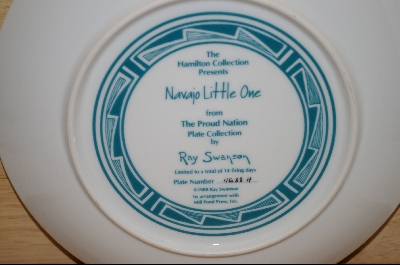 The
Hamilton Collection
Presents
Navajo Little One
from
The Proud Nation
Plate Collection
by
Ray Swanson
Limited to a total of 14 firing days
Plate Number
©1989 Ray Swanson
by arrangement with
Mill Pond Press, Inc.